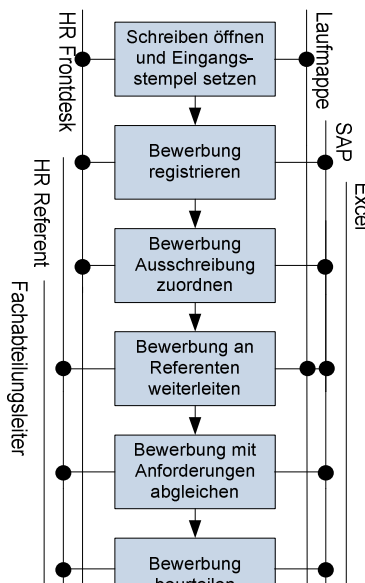 HR Frontdesk
HR Referent
Fachabteilungsleiter
Schreiben öffnen
und Eingangs-
stempel setzen
Bewerbung
registrieren
Bewerbung
Ausschreibung
zuordnen
Bewerbung an
Referenten
weiterleiten
Bewerbung mit
Anforderungen
abgleichen
Bewerbung
beurteilen
Laufmappe
SAP
Excel